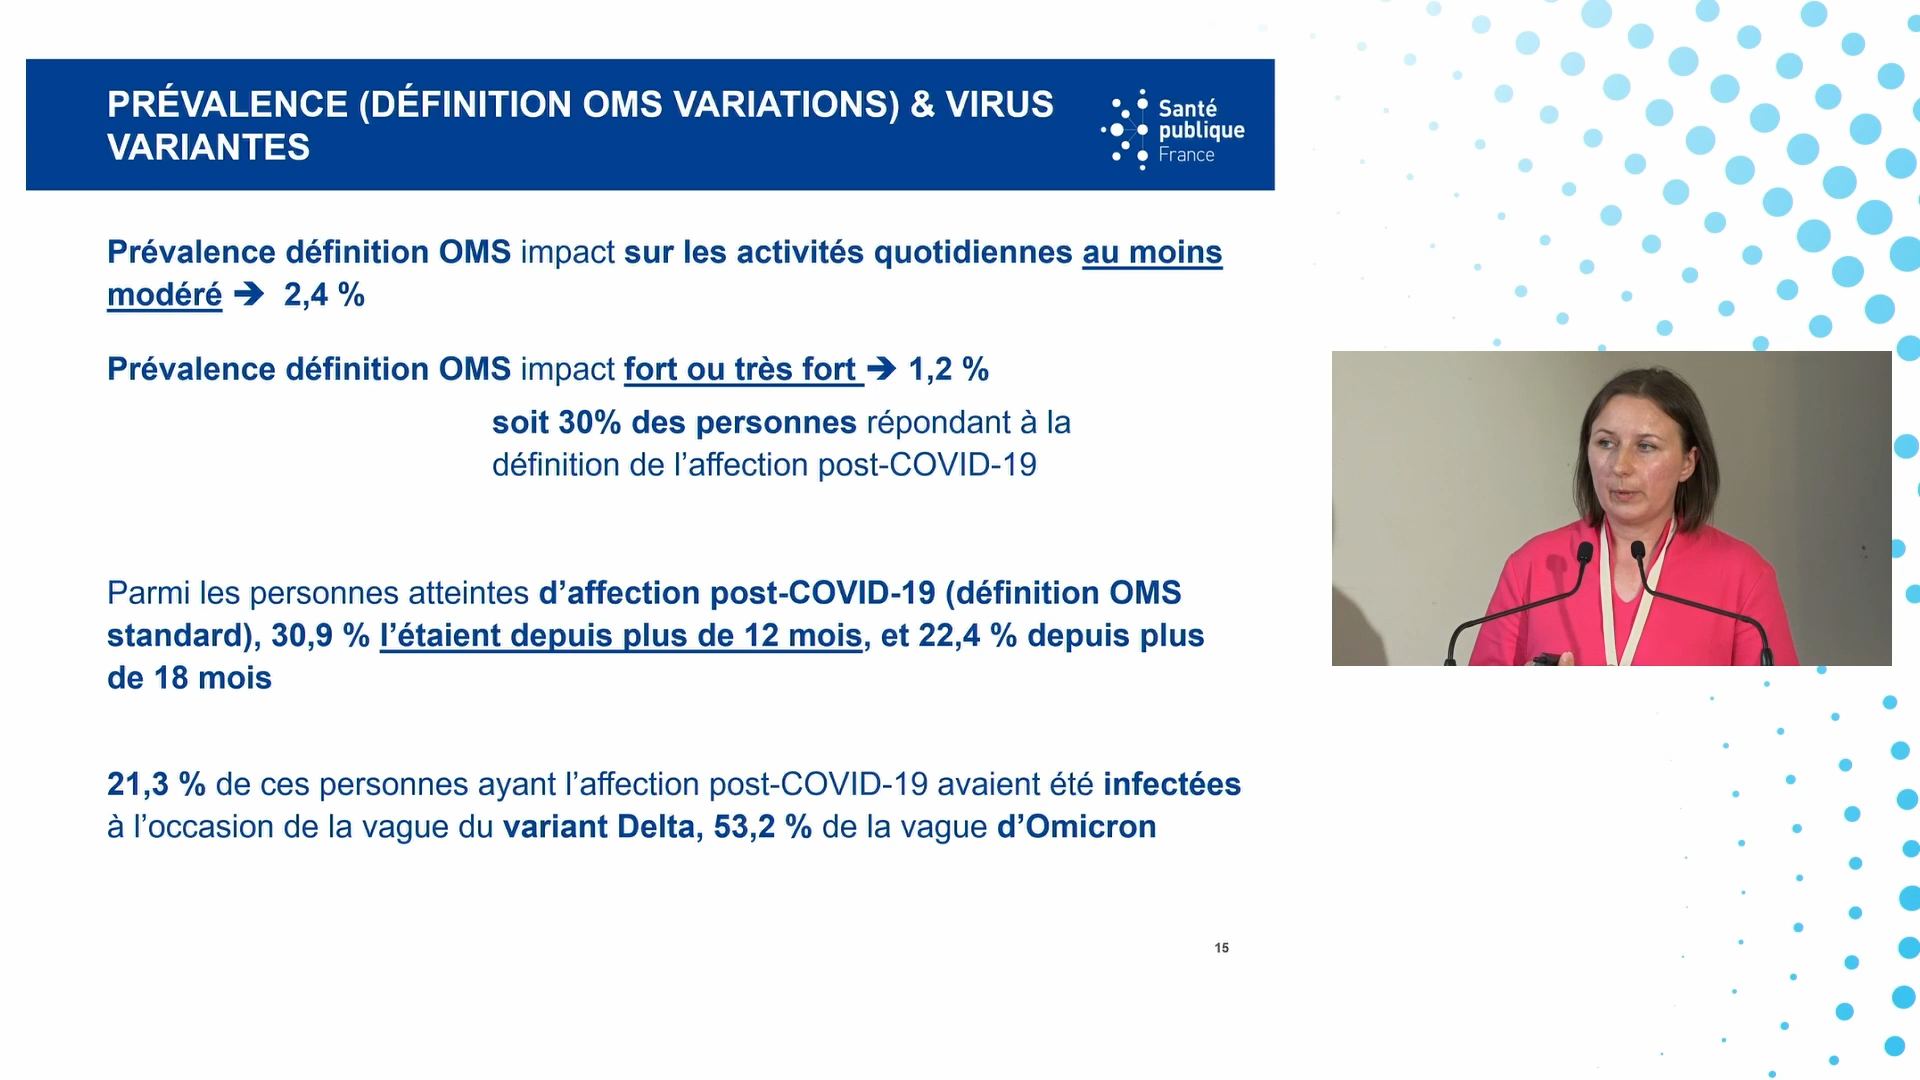 PRÉVALENCE (DÉFINITION OMS VARIATIONS) & VIRUS
VARIANTES
Santé
publique
France
Prévalence définition OMS impact sur les activités quotidiennes au moins
modéré ➔ 2,4 %
Prévalence définition OMS impact fort ou très fort ➔ 1,2 %
soit 30% des personnes répondant à la
définition de l’affection post-COVID-19
Parmi les personnes atteintes d’affection post-COVID-19 (définition OMS
standard), 30,9 % l’étaient depuis plus de 12 mois, et 22,4 % depuis plus
de 18 mois
21,3 % de ces personnes ayant l’affection post-COVID-19 avaient été infectées
à l’occasion de la vague du variant Delta, 53,2 % de la vague d’Omicron
15